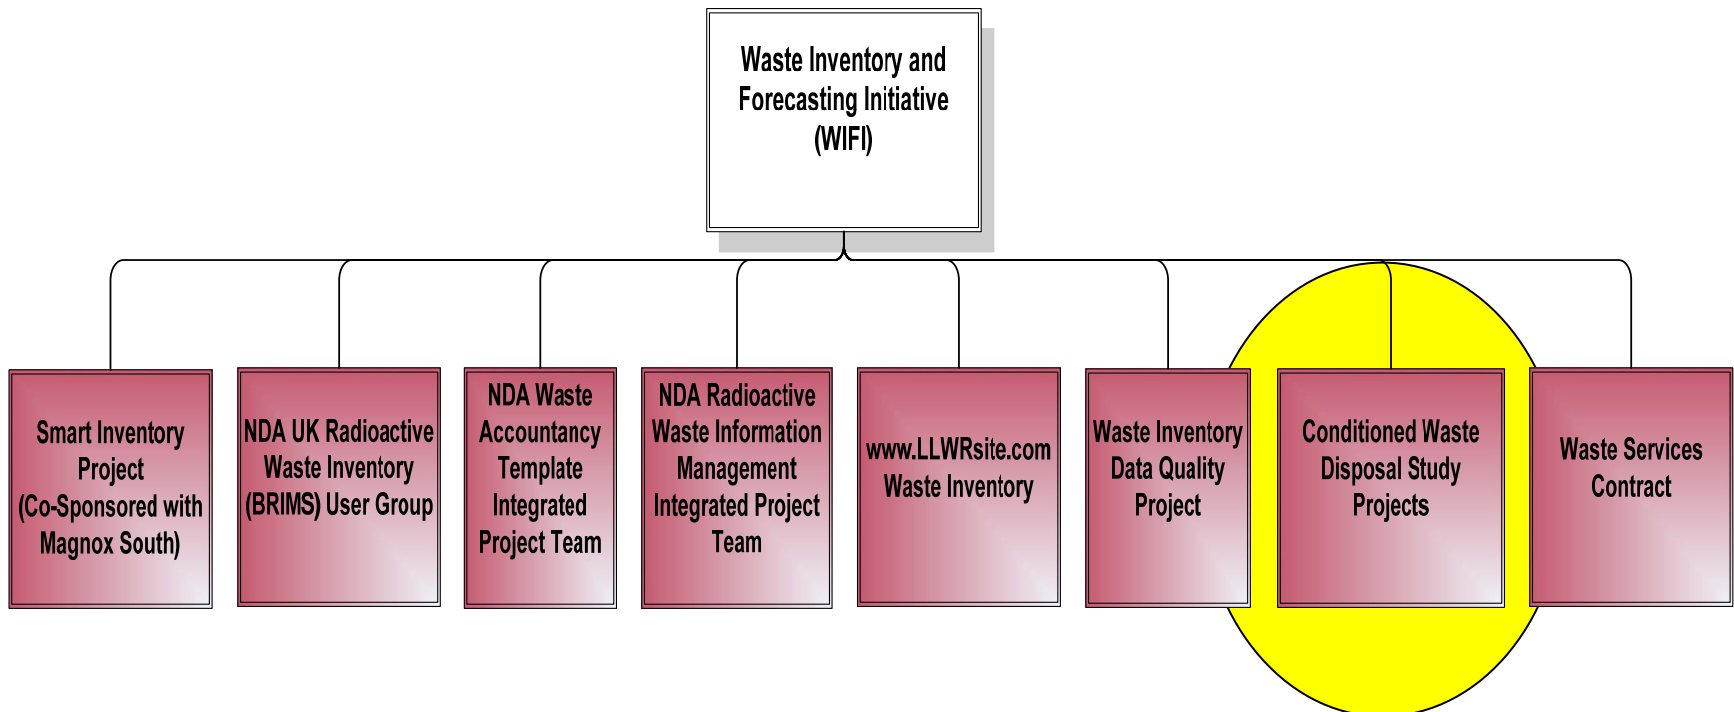 Waste Inventory and
Forecasting Initiative
(WIFI)
Smart Inventory
Project
(Co-Sponsored with
Magnox South)
NDA UK Radioactive
Waste Inventory
(BRIMS) User Group
NDA Waste
Accountancy
Template
Integrated
Project Team
NDA Radioactive
Waste Information
Management
Integrated Project
Team
www.LLWRsite.com
Waste Inventory
Waste Inventory
Data Quality
Project
Conditioned Waste
Disposal Study
Projects
Waste Services
Contract